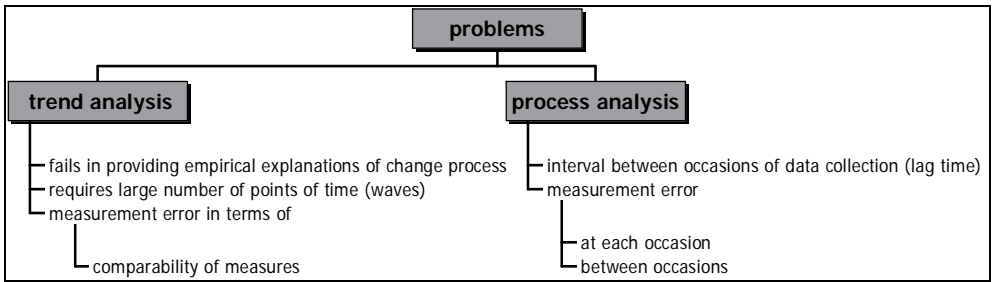 problems
trend analysis
fails in providing empirical explanations of change process
requires large number of points of time (waves)
measurement error in terms of
comparability of measures
process analysis
interval between occasions of data collection (lag time)
measurement error
at each occasion
between occasions